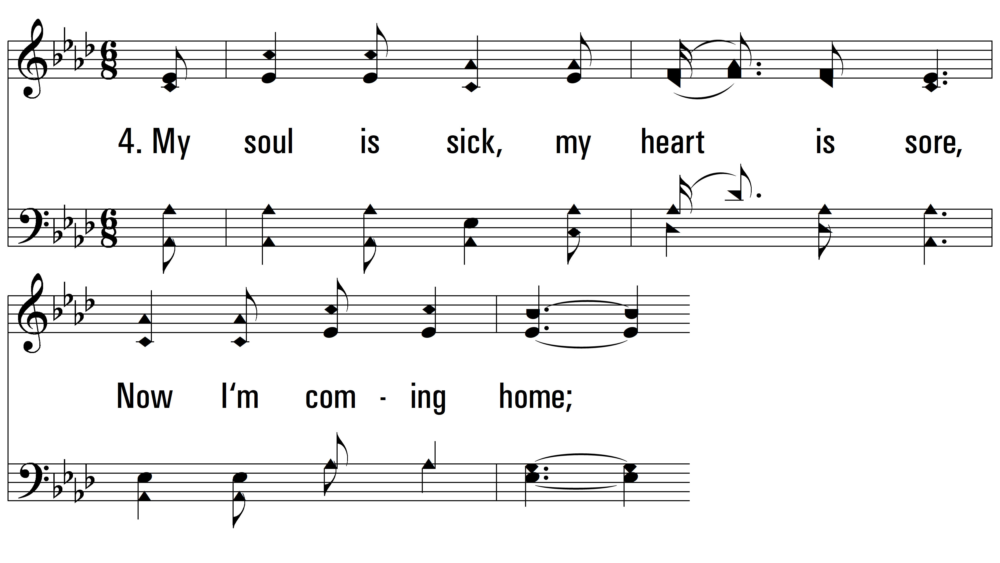 4. My soul is sick, my heart is sore,
Now I‘m com - ing home;